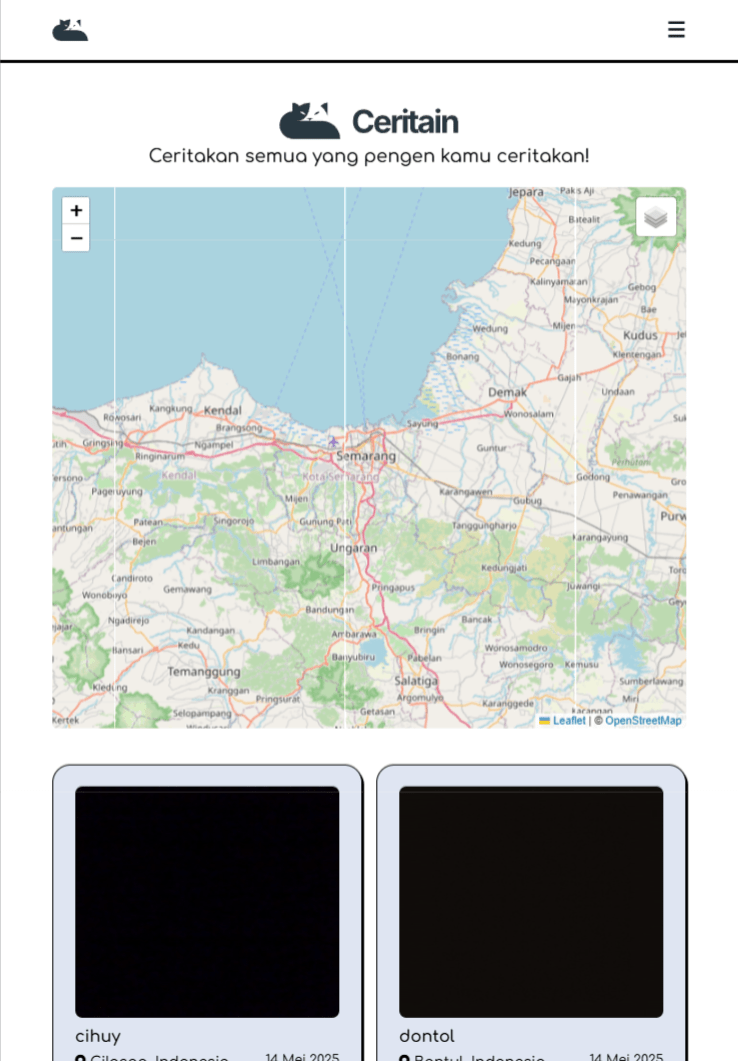 ☰
Ceritain
Ceritakan semua yang pengen kamu ceritakan!
+
−
Jepara
Pakis Aji
Batealit
Kedung
Pecangaan
Kalinyamatan
Gebog
Mayonkrajan
Bae
Wedung
Mijen
Kudus
Jel
Klentengan
Bonang
Gajah
Undaan
Demak
Wonosalam
Kangkung
Kendal
Rowosari
Sayung
Brangsong
Gringsing
Ngampel
Ringinarum
Semarang
Guntur
Purhutani
Kendal
Kota Semarang
Godong
Pageruyung
Mijen
Karangawen
Gubug
Penawangan
Patean
Singorojo
Gunung Pati
Tanggungharjo
Purw
Bejen
Ungaran
Karangayung
Limbangan
Kedungjati
Candiroto
Gemawang
Pringapus
Juwangi
Wonoboyo
Bandungan
Ngadirejo
Kandangan
Bringin
Bancak
Ambarawa
Bansari
Kedu
Banyubiru
Pabelan
Wonosamodro
Temanggung
Wonosegoro
Kemusu
Salatiga
Sumberlawang
Kledung
Kranggan
Pringsurat
Argomulyo
Karanggede
Miri
Kertek
Selopampang
Getasan
Leaflet | © OpenStreetMap
cihuy
14 Mei 2025
dontol
Bantul, Indonesia
14 Mei 2025